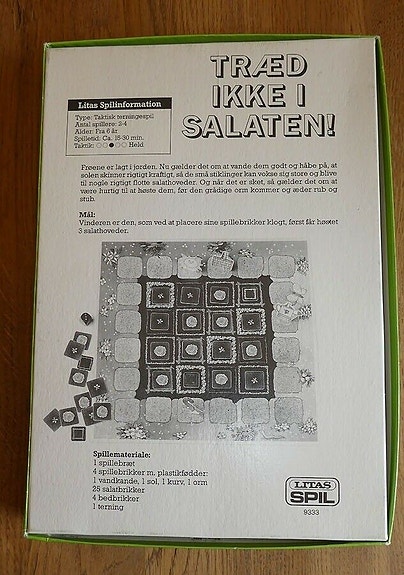 TRÆD
IKKE I
SALATEN!
Litas Spilinformation
Type: Taktisk terningespil
Antal spillere: 2-4
Alder: Fra 6 år
Spilletid: Ca. 15-30 min.
Taktik: ○○●○○ Held
Frøene er lagt i jorden. Nu gælder det om at vande dem godt og håbe på, at
solen skinner rigtigt kraftigt, så de små stiklinger kan vokse sig store og blive
til nogle rigtigt flotte salathoveder. Og når det er sket, så gælder det om at
være hurtig til at høste dem, før den grådige orm kommer og æder rub og
stub.
Mål:
Vinderen er den, som ved at placere sine spillebrikker klogt, først får høstet
3 salathoveder.
Spillemateriale:
1 spillebræt
4 spillebrikker m. plastikfødder:
1 vandkande, 1 sol, 1 kurv, 1 orm
25 salatbrikker
4 bedbrikker
1 terning
LITAS
SPIL
9333